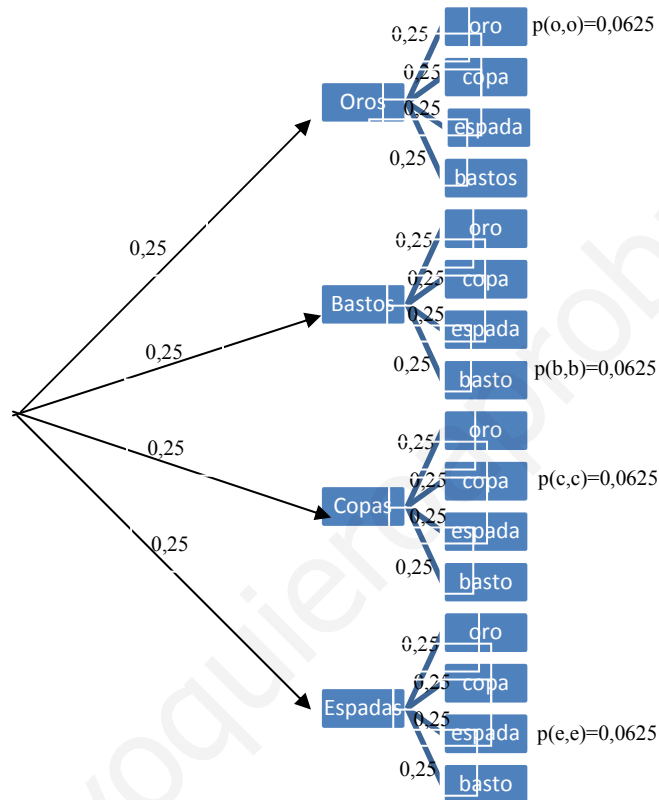 oro p(o,o)=0,0625
0,25
copa
0,25
Oros
0,25
espada
0,25
bastos
0,25
oro
0,25
copa
0,25
Bastos
0,25
espada
0,25
0,25
basto p(b,b)=0,0625
oro
0,25
0,25
copa p(c,c)=0,0625
0,25
Copas
0,25
espada
0,25
0,25
basto
oro
0,25
copa
0,25
Espadas
0,25
espada p(e,e)=0,0625
0,25
basto
yoquieroaprobar